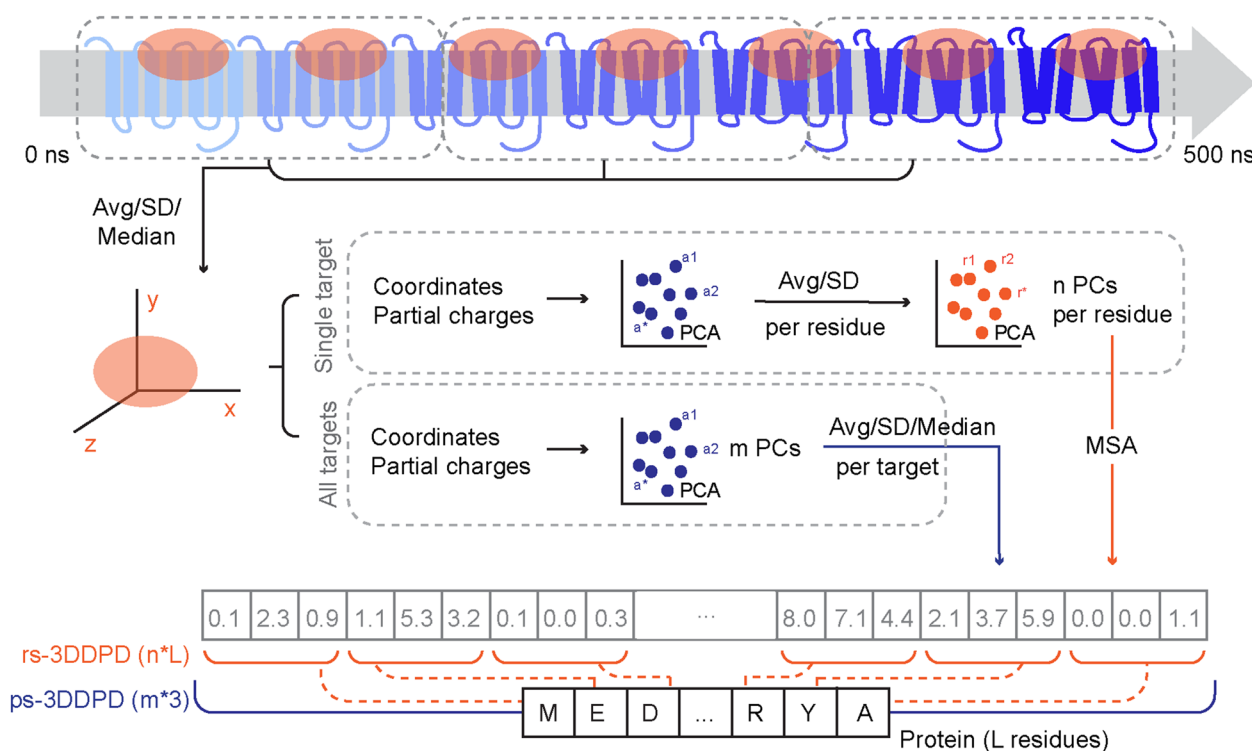 0 ns
500 ns
Avg/SD/
Median
y
x
z
Single target
Coordinates
Partial charges
a1
a2
a*
PCA
Avg/SD
per residue
r1
r2
r*
PCA
n PCs
per residue
All targets
Coordinates
Partial charges
a1
a2
a*
PCA
m PCs
Avg/SD/Median
per target
MSA
0.1 2.3 0.9 1.1 5.3 3.2 0.1 0.0 0.3 ... 8.0 7.1 4.4 2.1 3.7 5.9 0.0 0.0 1.1
rs-3DDPD (n*L)
ps-3DDPD (m*3)
M E D ... R Y A
Protein (L residues)